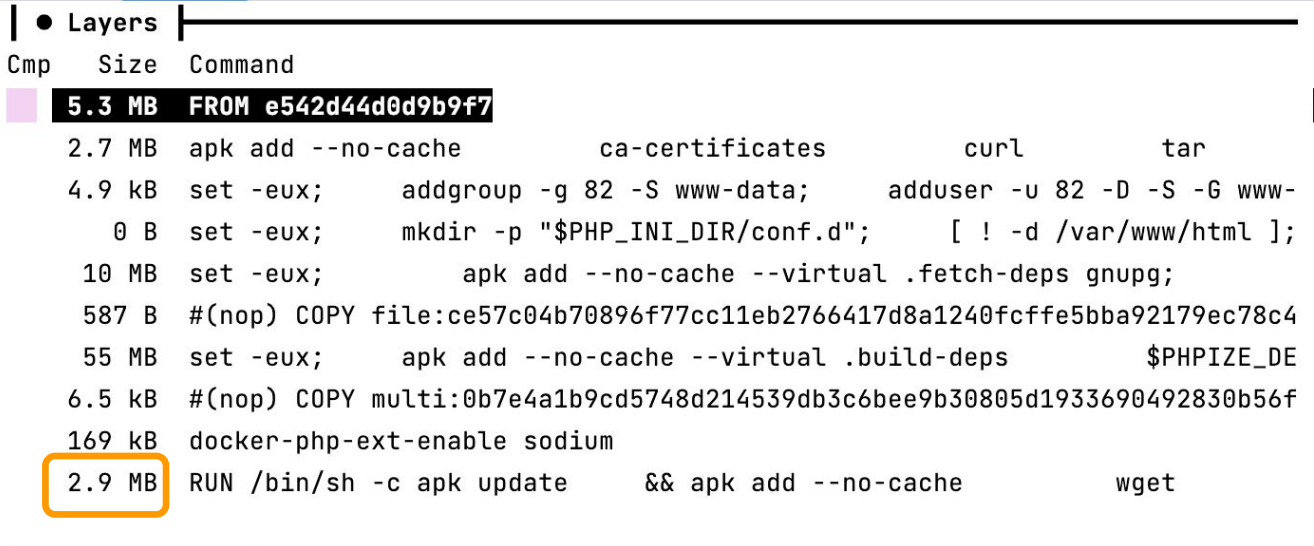 ● Layers
Cmp Size Command
5.3 MB FROM e542d44d0d9b9f7
2.7 MB apk add --no-cache ca-certificates curl tar
4.9 kB set -eux; addgroup -g 82 -S www-data; adduser -u 82 -D -S -G www-
0 B set -eux; mkdir -p "$PHP_INI_DIR/conf.d"; [ ! -d /var/www/html ];
10 MB set -eux; apk add --no-cache --virtual .fetch-deps gnupg;
587 B #(nop) COPY file:ce57c04b70896f77cc11eb2766417d8a1240fcffe5bba92179ec78c4
55 MB set -eux; apk add --no-cache --virtual .build-deps $PHPIZE_DE
6.5 kB #(nop) COPY multi:0b7e4a1b9cd5748d214539db3c6bee9b30805d1933690492830b56f
169 kB docker-php-ext-enable sodium
2.9 MB RUN /bin/sh -c apk update && apk add --no-cache wget